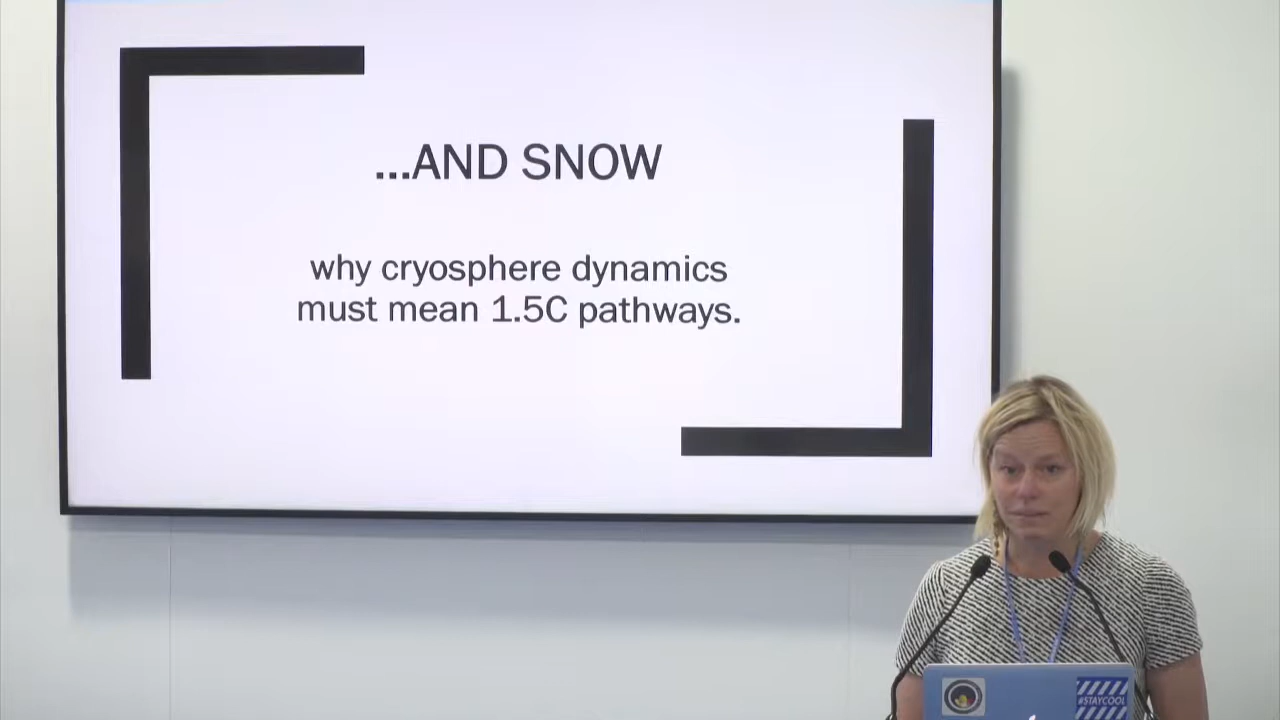 ...AND SNOW
why cryosphere dynamics
must mean 1.5C pathways.
#STAYCOOL